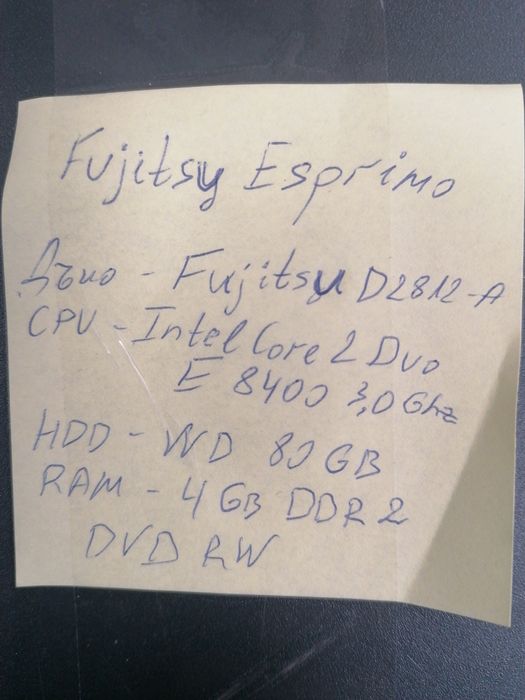 Fujitsy Esprimo
Дъно - Fujitsu D2812-A
CPU - Intel Core 2 Duo
E 8400 3,0 Ghz
HDD - WD 80 GB
RAM - 4 GB DDR 2
DVD RW